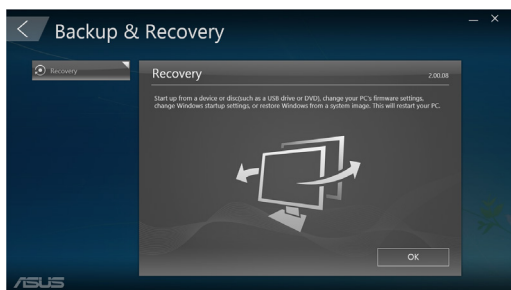 Backup & Recovery
Recovery
Recovery
2.00.08
Start up from a device or disc(such as a USB drive or DVD), change your PC's firmware settings,
change Windows startup settings, or restore Windows from a system image. This will restart your PC.
OK
ASUS